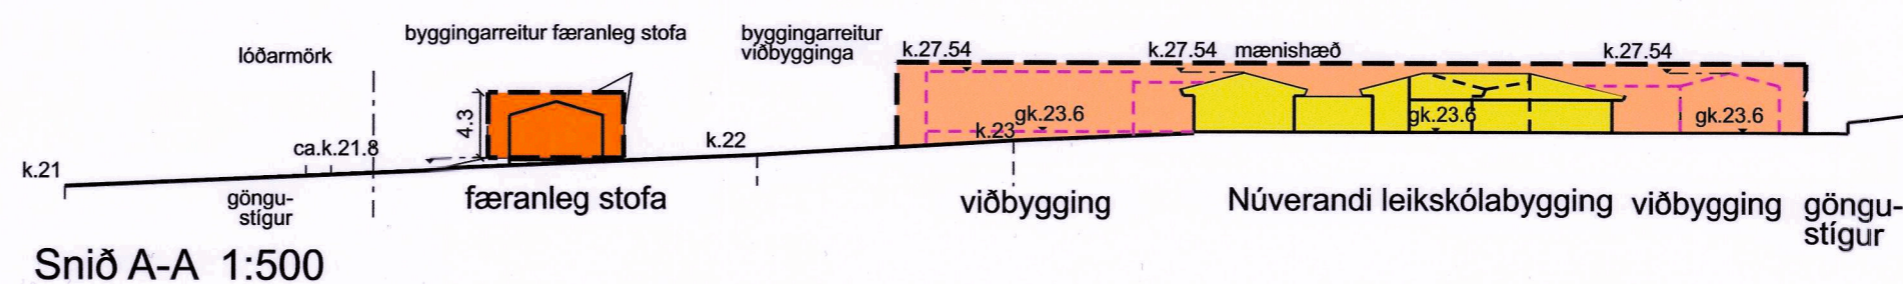 byggingarreitur færanleg stofa
byggingarreitur
viðbygginga
lóðarmörk
k.27.54
k.27.54 mænishæð
k.27.54
4.3
gk.23.6
gk.23.6
gk.23.6
k.23
k.22
ca.k.21.8
k.21
göngu-
stígur
færanleg stofa
viðbygging
Núverandi leikskólabygging
viðbygging
göngu-
stígur
Snið A-A 1:500